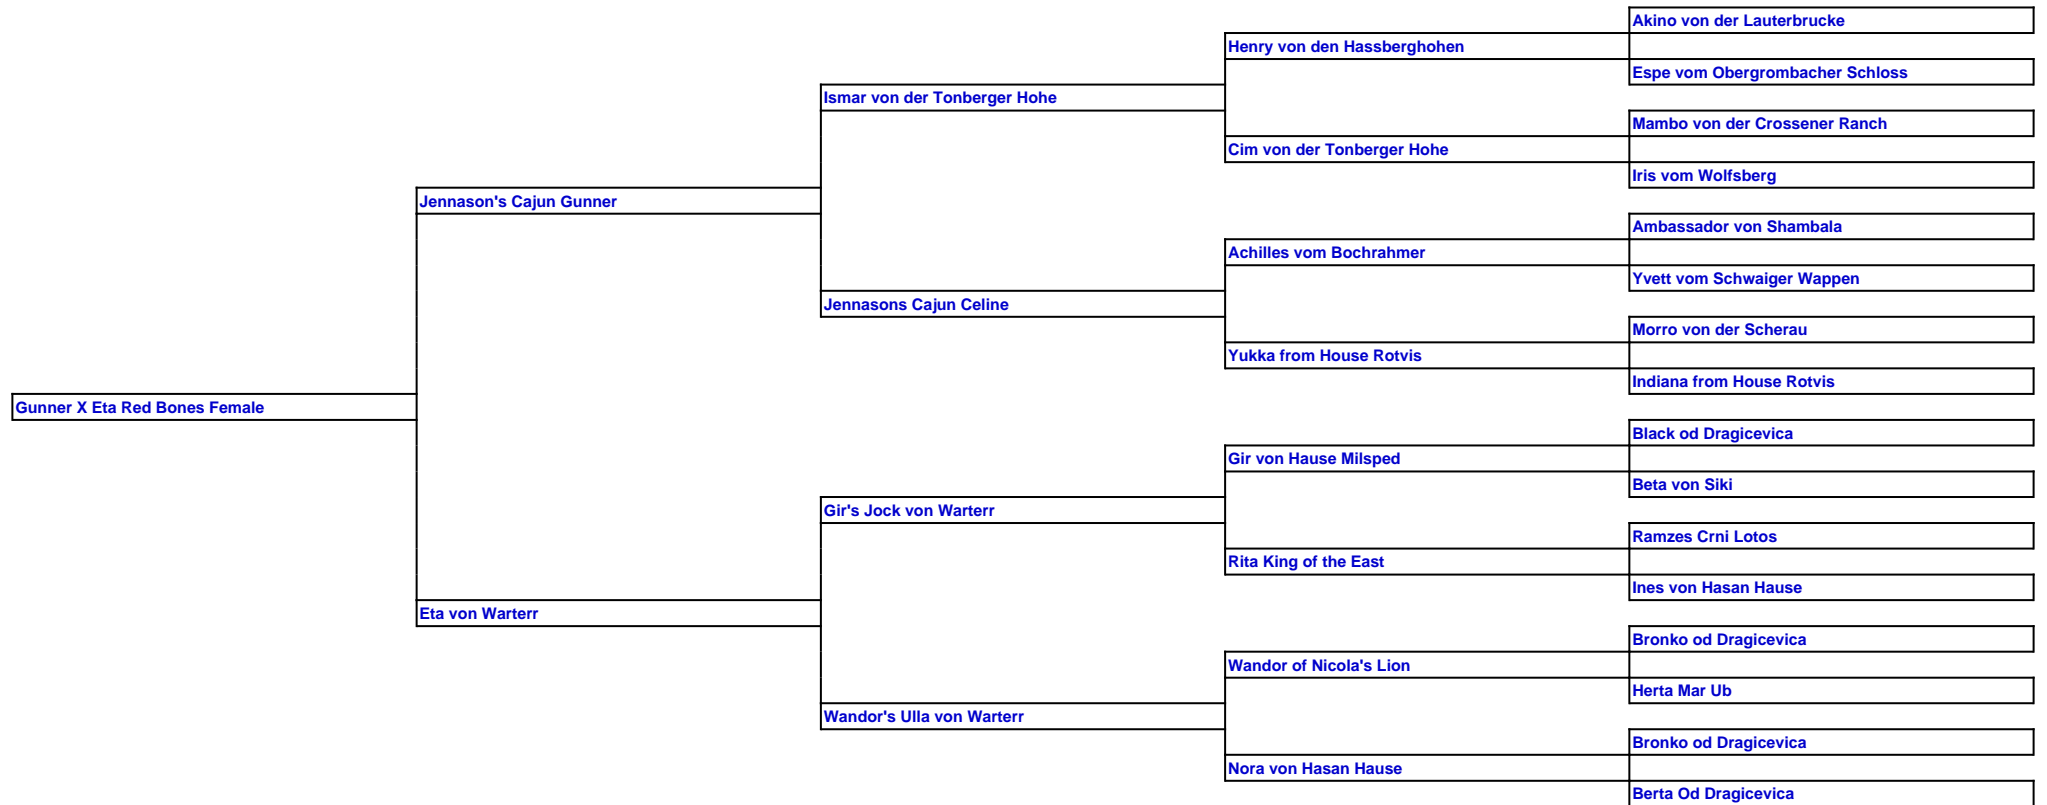 Akino von der Lauterbrucke
Henry von den Hassberghohen
Espe vom Obergrombacher Schloss
Ismar von der Tonberger Hohe
Mambo von der Crossener Ranch
Cim von der Tonberger Hohe
Iris vom Wolfsberg
Jennason's Cajun Gunner
Ambassador von Shambala
Achilles vom Bochrahmer
Yvett vom Schwaiger Wappen
Jennasons Cajun Celine
Morro von der Scherau
Yukka from House Rotvis
Indiana from House Rotvis
Gunner X Eta Red Bones Female
Black od Dragicevica
Gir von Hause Milsped
Beta von Siki
Gir's Jock von Warterr
Ramzes Crni Lotos
Rita King of the East
Ines von Hasan Hause
Eta von Warterr
Bronko od Dragicevica
Wandor of Nicola's Lion
Herta Mar Ub
Wandor's Ulla von Warterr
Bronko od Dragicevica
Nora von Hasan Hause
Berta Od Dragicevica